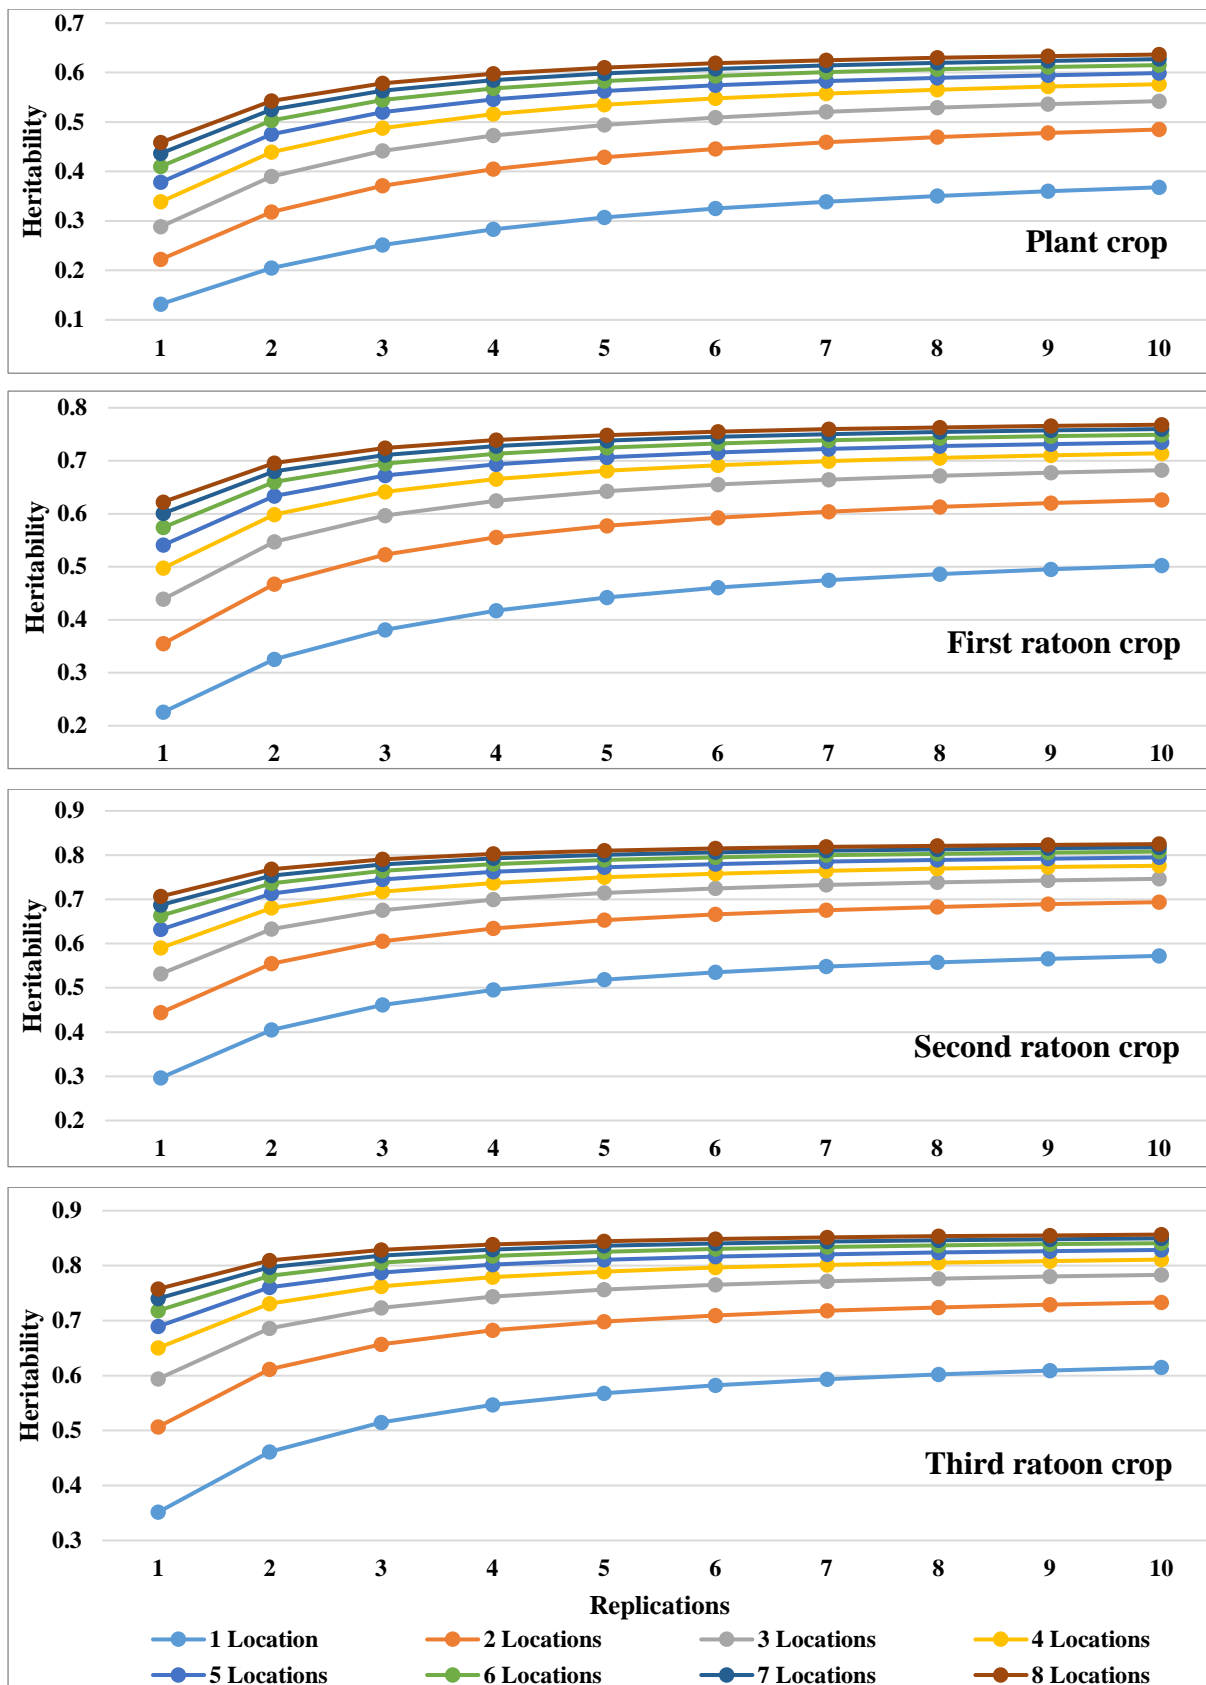 0.7
0.6
0.5
0.4
0.3
0.2
0.1
Heritability
Plant crop
1 2 3 4 5 6 7 8 9 10
0.8
0.7
0.6
0.5
0.4
0.3
0.2
Heritability
First ratoon crop
1 2 3 4 5 6 7 8 9 10
0.9
0.8
0.7
0.6
0.5
0.4
0.3
0.2
Heritability
Second ratoon crop
1 2 3 4 5 6 7 8 9 10
0.9
0.8
0.7
0.6
0.5
0.4
0.3
Heritability
Third ratoon crop
1 2 3 4 5 6 7 8 9 10
Replications
1 Location 2 Locations 3 Locations 4 Locations
5 Locations 6 Locations 7 Locations 8 Locations